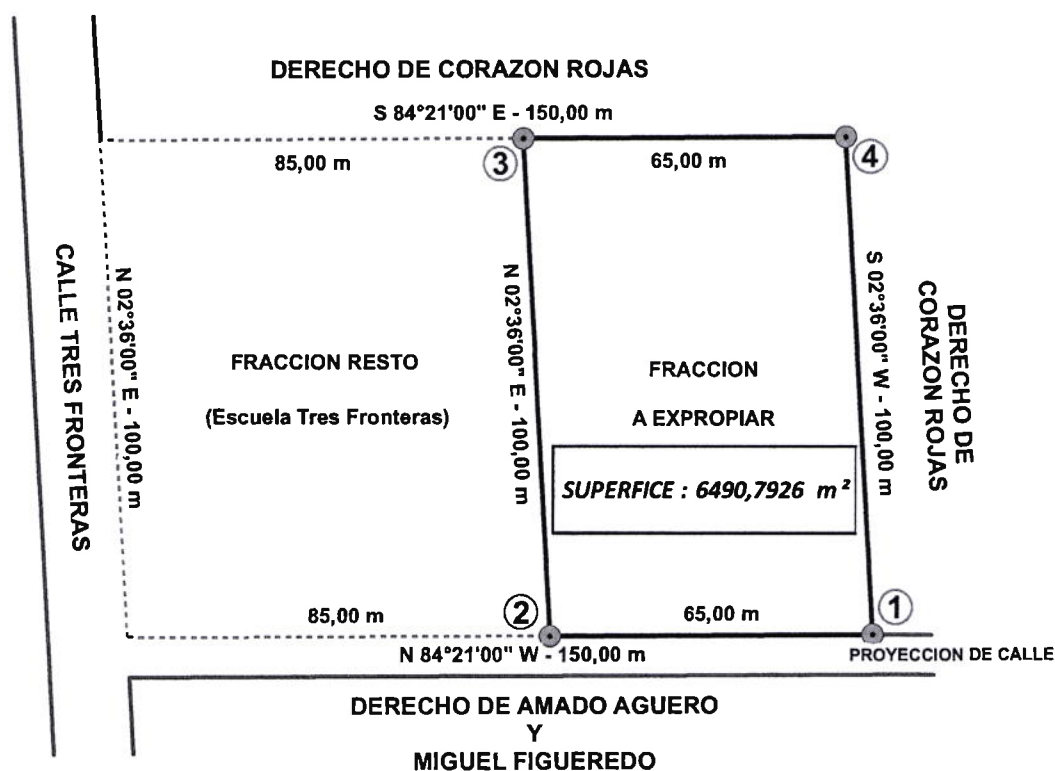 DERECHO DE CORAZON ROJAS
S 84°21'00" E - 150,00 m
85,00 m
65,00 m
3
4
CALLE TRES FRONTERAS
N 02°36'00" E - 100,00 m
N 02°36'00" E - 100,00 m
S 02°36'00" W - 100,00 m
DERECHO DE
CORAZON ROJAS
FRACCION RESTO
(Escuela Tres Fronteras)
FRACCION
A EXPROPIAR
SUPERFICE : 6490,7926 m²
85,00 m
2
65,00 m
1
N 84°21'00" W - 150,00 m
PROYECCION DE CALLE
DERECHO DE AMADO AGUERO
Y
MIGUEL FIGUEREDO